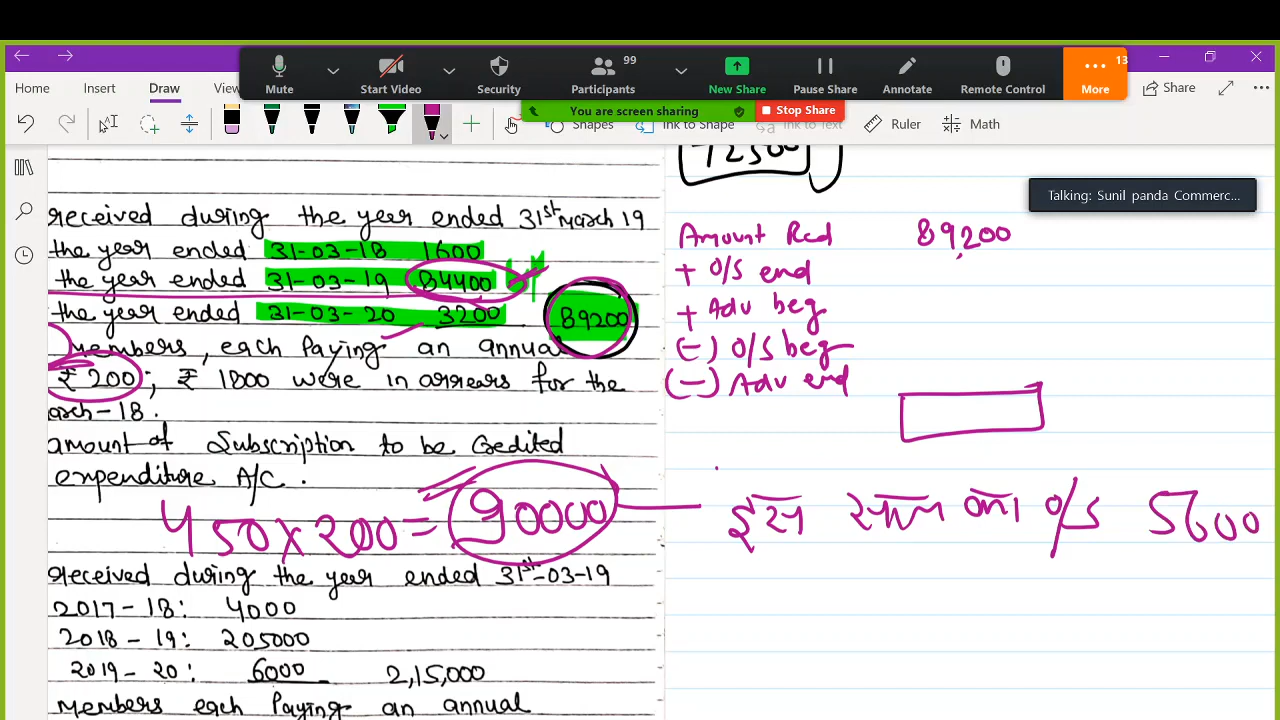 Home Insert Draw View
Mute Start Video Security Participants 99 New Share Pause Share Annotate Remote Control More 13
Share
You are screen sharing Stop Share
Shapes Ink to Shape Ink to Text Ruler Math
Talking: Sunil panda Commerc...
72500
received during the year ended 31st March 19
the year ended 31-03-18 1600
the year ended 31-03-19 84400
the year ended 31-03-20 3200 89200
members, each Paying an annual
₹ 200; ₹ 1800 were in arrears for the
arch-18.
amount of Subscription to be Credited
expenditure A/C.
450 x 200 = 90000
received during the year ended 31st-03-19
2017-18: 4000
2018-19: 205000
2019-20: 6000 2,15,000
members each Paying an annual
Amount Rcd 89,200
+ O/S end
+ Adv beg
(-) O/S beg
(-) Adv end
इस साल का O/S 5600